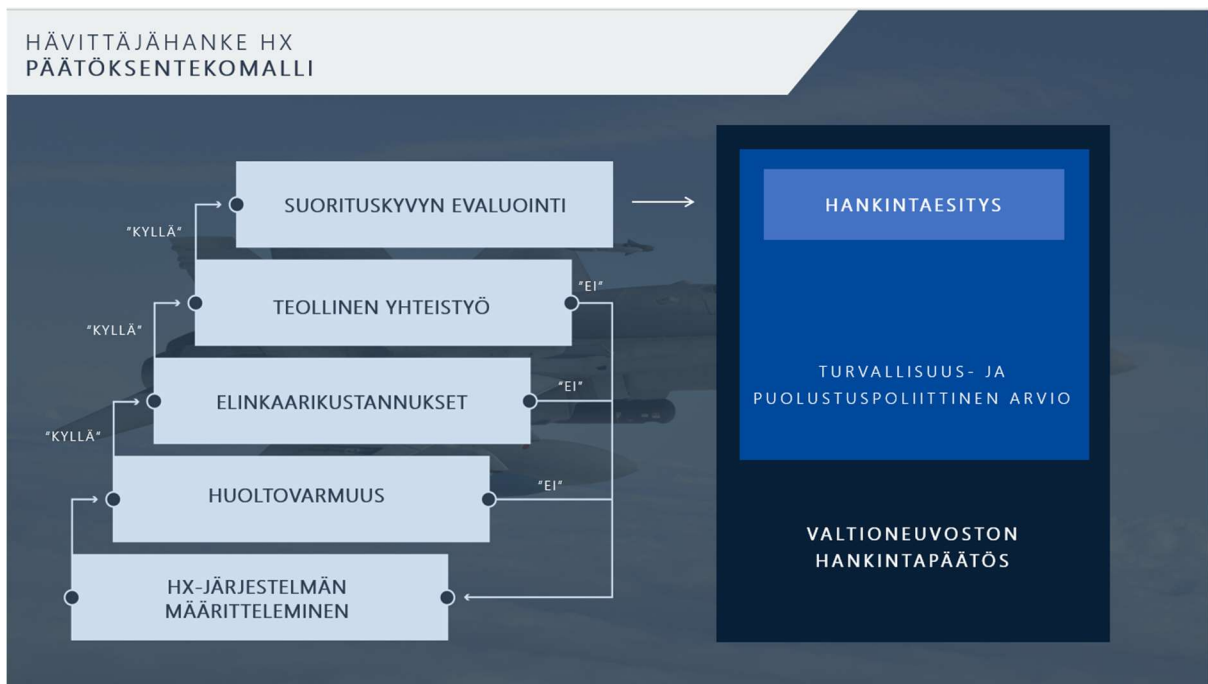 HÄVITTÄJÄHANKE HX
PÄÄTÖKSENTEKOMALLI
SUORITUSKYVYN EVALUOINTI
"KYLLÄ"
TEOLLINEN YHTEISTYÖ
"EI"
"KYLLÄ"
ELINKAARIKUSTANNUKSET
"EI"
"KYLLÄ"
HUOLTOVARMUUS
"EI"
HX-JÄRJESTELMÄN
MÄÄRITTELEMINEN
HANKINTAESITYS
TURVALLISUUS- JA
PUOLUSTUSPOLIITTINEN ARVIO
VALTIONEUVOSTON
HANKINTAPÄÄTÖS